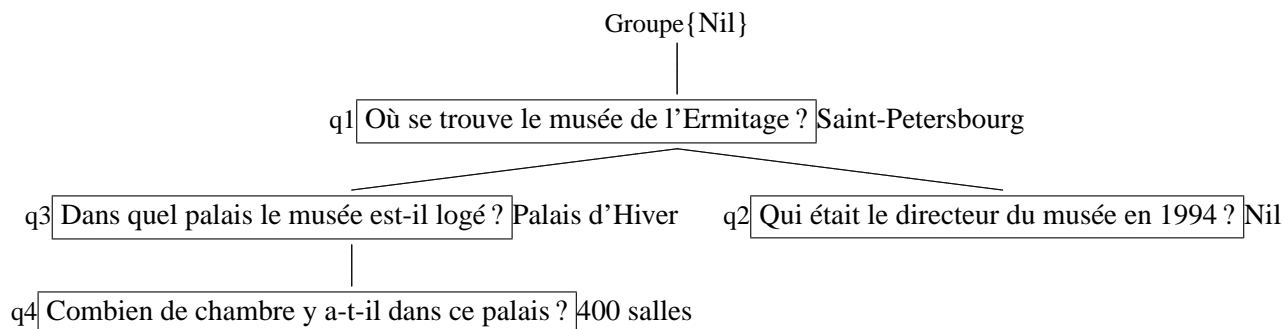 Groupe{Nil}
q1 Où se trouve le musée de l’Ermitage ? Saint-Petersbourg
q3 Dans quel palais le musée est-il logé ? Palais d’Hiver
q2 Qui était le directeur du musée en 1994 ? Nil
q4 Combien de chambre y a-t-il dans ce palais ? 400 salles